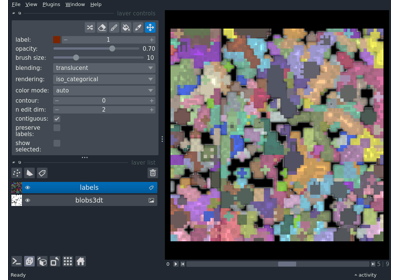 File View Plugins Window Help
layer controls
label: 1
opacity: 0.70
brush size: 10
blending: translucent
rendering: iso_categorical
color mode: auto
contour: 0
n edit dim: 2
contiguous:
preserve
labels:
show
selected:
layer list
labels
blobs3dt
Ready
activity